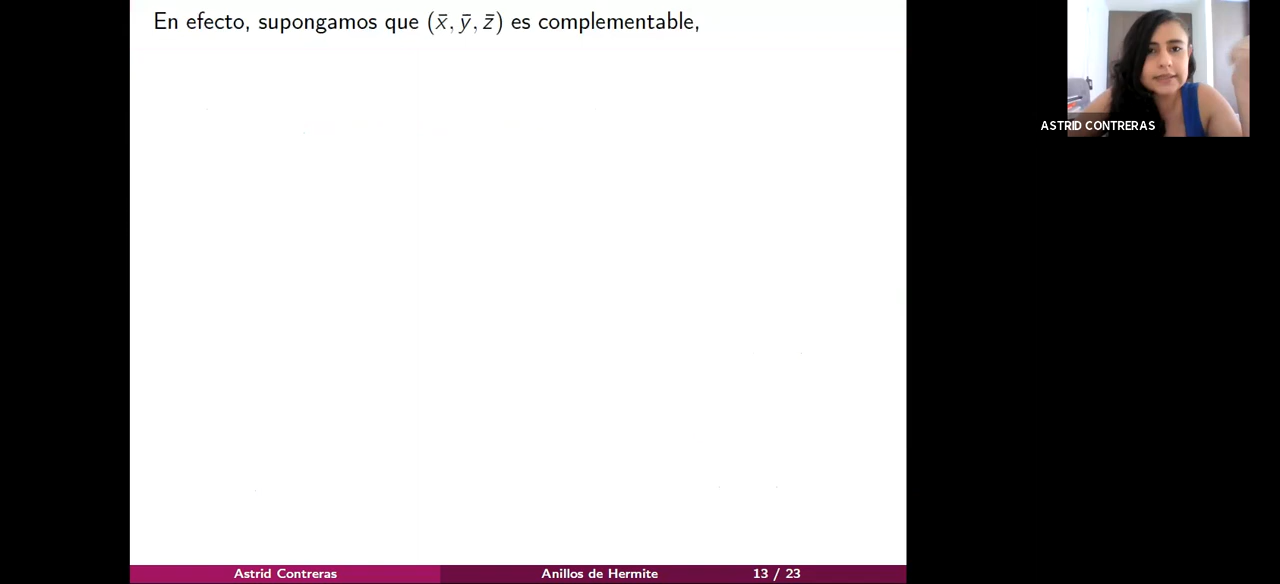 En efecto, supongamos que (x̄, ȳ, z̄) es complementable,
ASTRID CONTRERAS
Astrid Contreras Anillos de Hermite 13 / 23